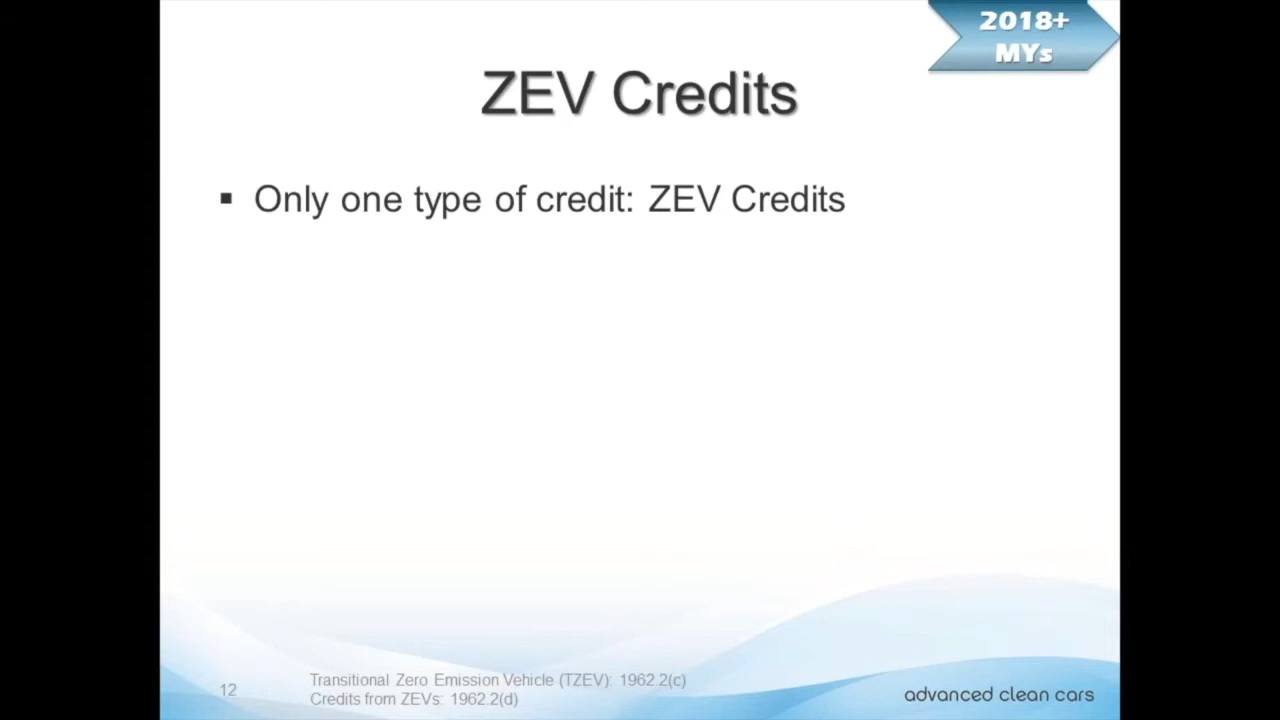 2018+
MYs
ZEV Credits
▪ Only one type of credit: ZEV Credits
12
Transitional Zero Emission Vehicle (TZEV): 1962.2(c)
Credits from ZEVs: 1962.2(d)
advanced clean cars